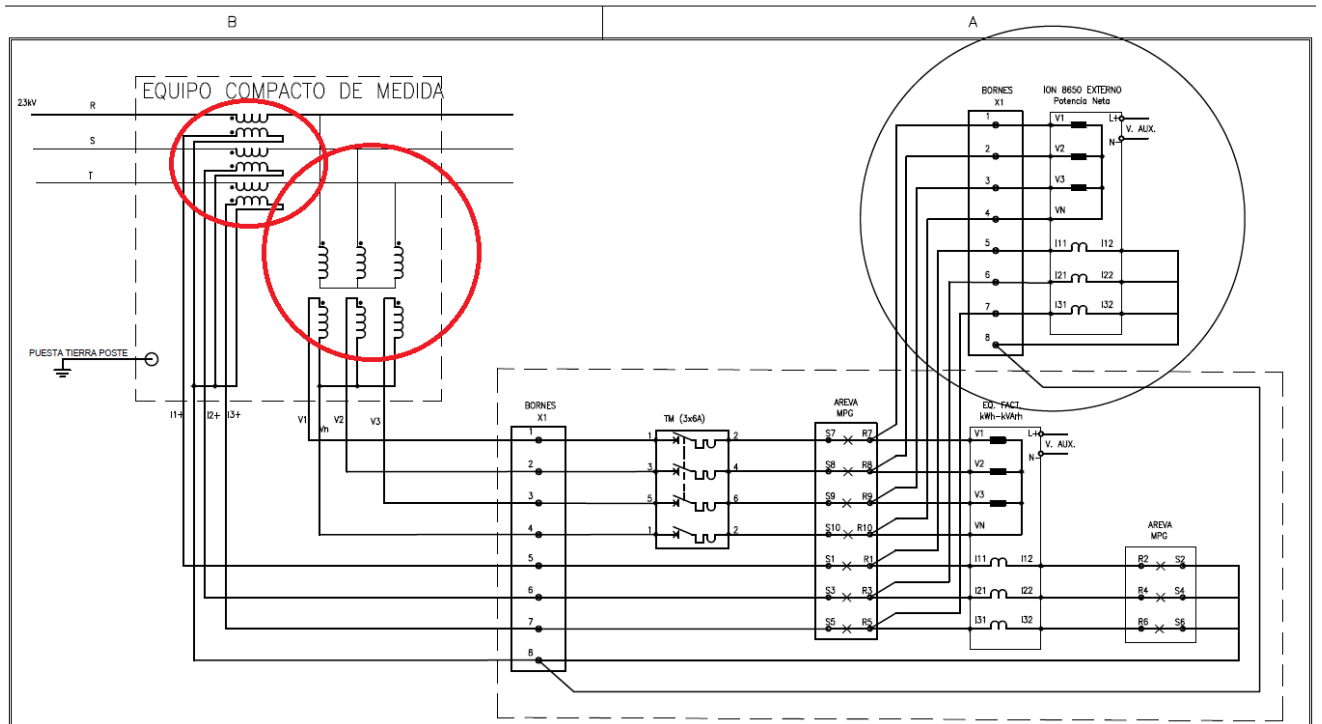 B
A
EQUIPO COMPACTO DE MEDIDA
23kV
R
S
T
PUESTA TIERRA POSTE
I1+
I2+
I3+
V1
Vn
V2
V3
BORNES
X1
1
2
3
4
5
6
7
8
TM (3x6A)
1
2
3
4
5
6
1
2
AREVA
MPG
S7
R7
S8
R8
S9
R9
S10
R10
S1
R1
S3
R3
S5
R5
EQ. FACT.
kWh-kVArh
V1
V2
V3
VN
L+
N-
V. AUX.
I11
I12
I21
I22
I31
I32
AREVA
MPG
R2
S2
R4
S4
R6
S6
BORNES
X1
1
2
3
4
5
6
7
8
ION 8650 EXTERNO
Potencia Neta
V1
V2
V3
VN
L+
N-
V. AUX.
I11
I12
I21
I22
I31
I32